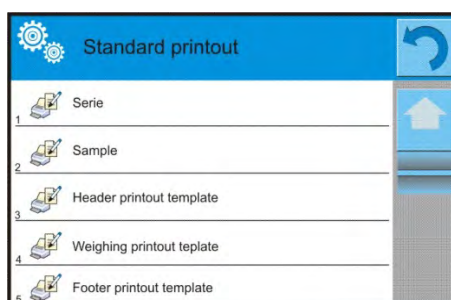 Standard printout
1 Serie
2 Sample
3 Header printout template
4 Weighing printout teplate
5 Footer printout template